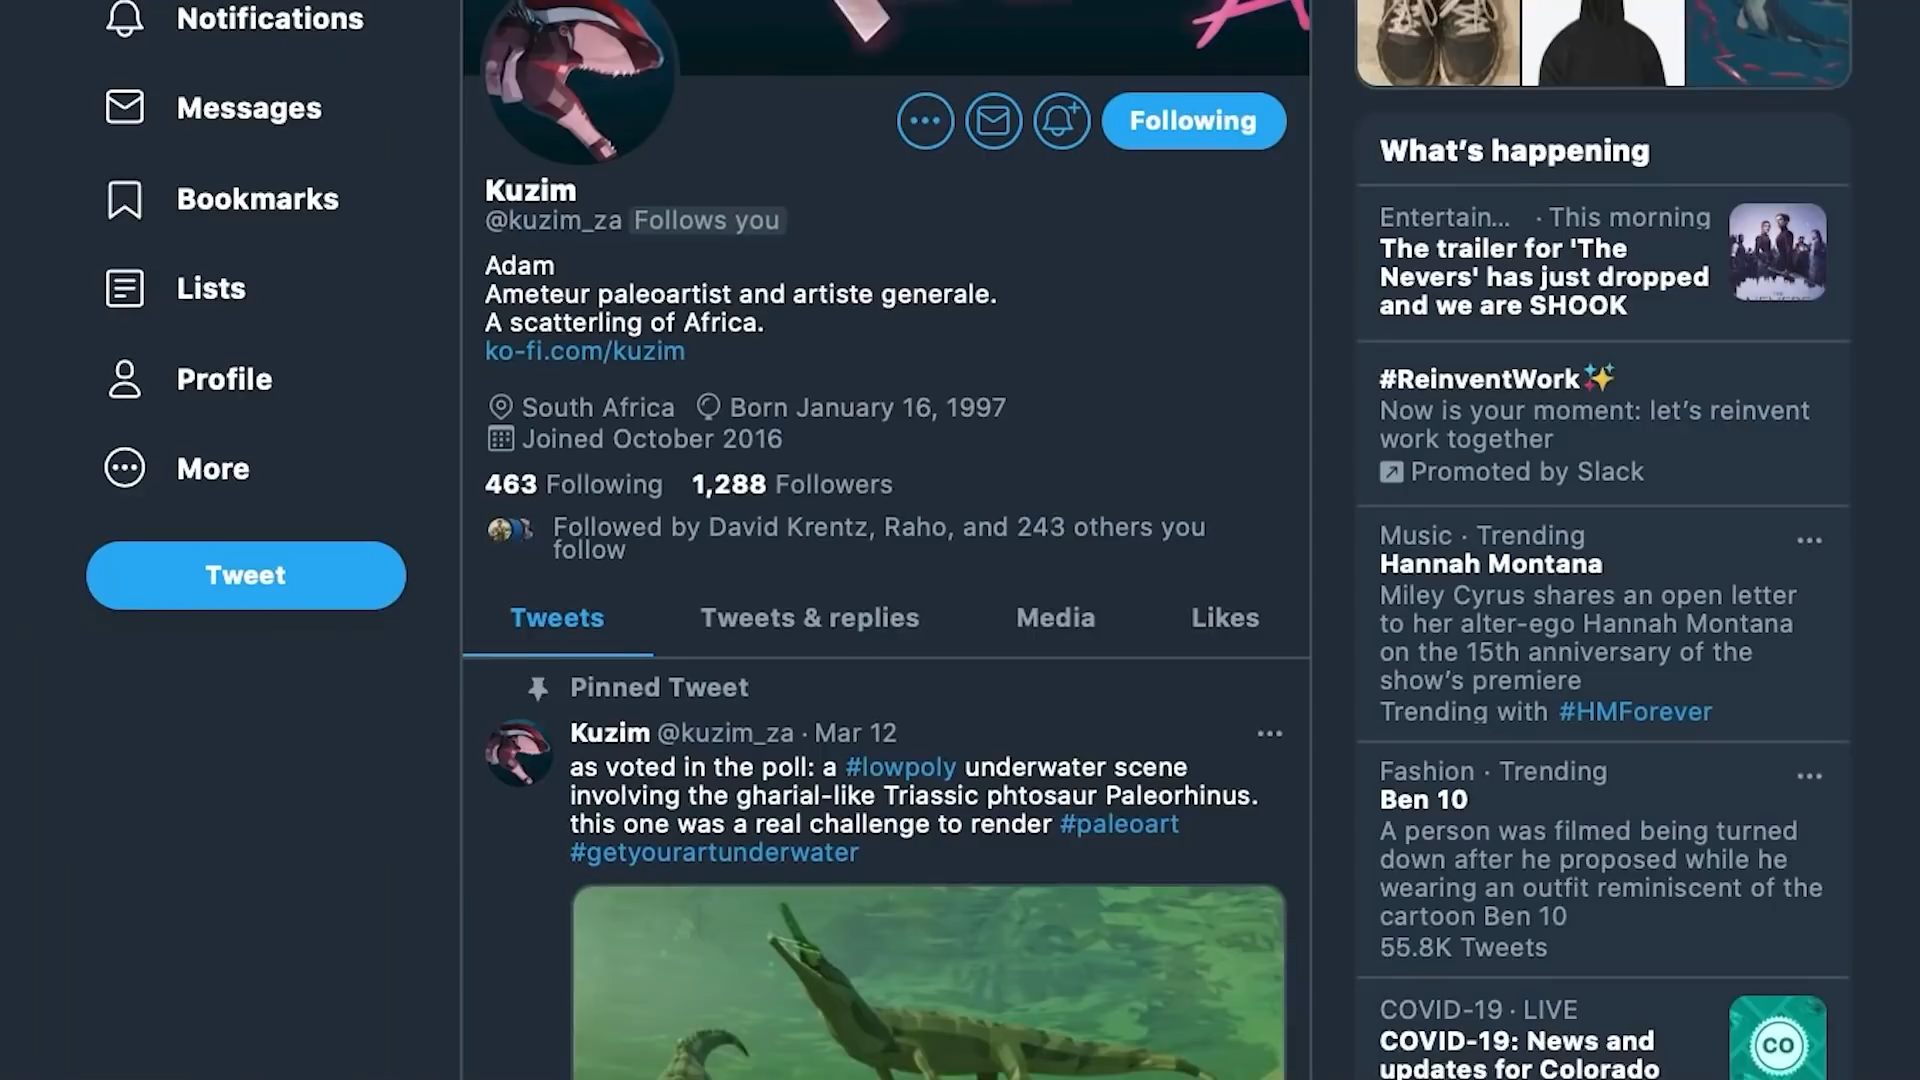 Notifications
Messages
Bookmarks
Lists
Profile
More
Tweet
Following
Kuzim
@kuzim_za Follows you
Adam
Ameteur paleoartist and artiste generale.
A scatterling of Africa.
ko-fi.com/kuzim
South Africa Born January 16, 1997
Joined October 2016
463 Following 1,288 Followers
Followed by David Krentz, Raho, and 243 others you
follow
Tweets Tweets & replies Media Likes
Pinned Tweet
Kuzim @kuzim_za · Mar 12
as voted in the poll: a #lowpoly underwater scene
involving the gharial-like Triassic phtosaur Paleorhinus.
this one was a real challenge to render #paleoart
#getyourartunderwater
What's happening
Entertain... · This morning
The trailer for 'The
Nevers' has just dropped
and we are SHOOK
#ReinventWork
Now is your moment: let's reinvent
work together
Promoted by Slack
Music · Trending
Hannah Montana
Miley Cyrus shares an open letter
to her alter-ego Hannah Montana
on the 15th anniversary of the
show's premiere
Trending with #HMForever
Fashion · Trending
Ben 10
A person was filmed being turned
down after he proposed while he
wearing an outfit reminiscent of the
cartoon Ben 10
55.8K Tweets
COVID-19 · LIVE
COVID-19: News and
updates for Colorado
CO